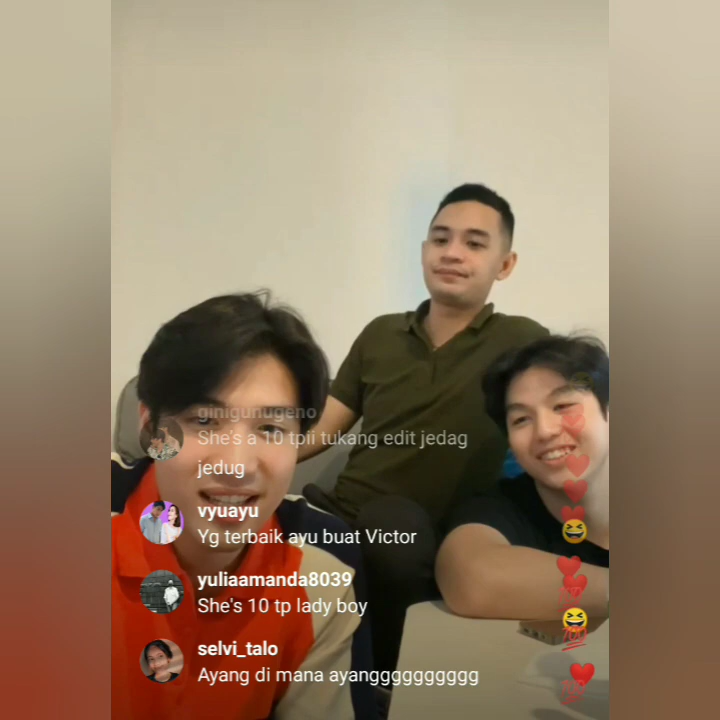 ginigunugeno
She's a 10 tpii tukang edit jedag
jedug
vyuayu
Yg terbaik ayu buat Victor
yuliaamanda8039
She's 10 tp lady boy
selvi_talo
Ayang di mana ayangggggggggg